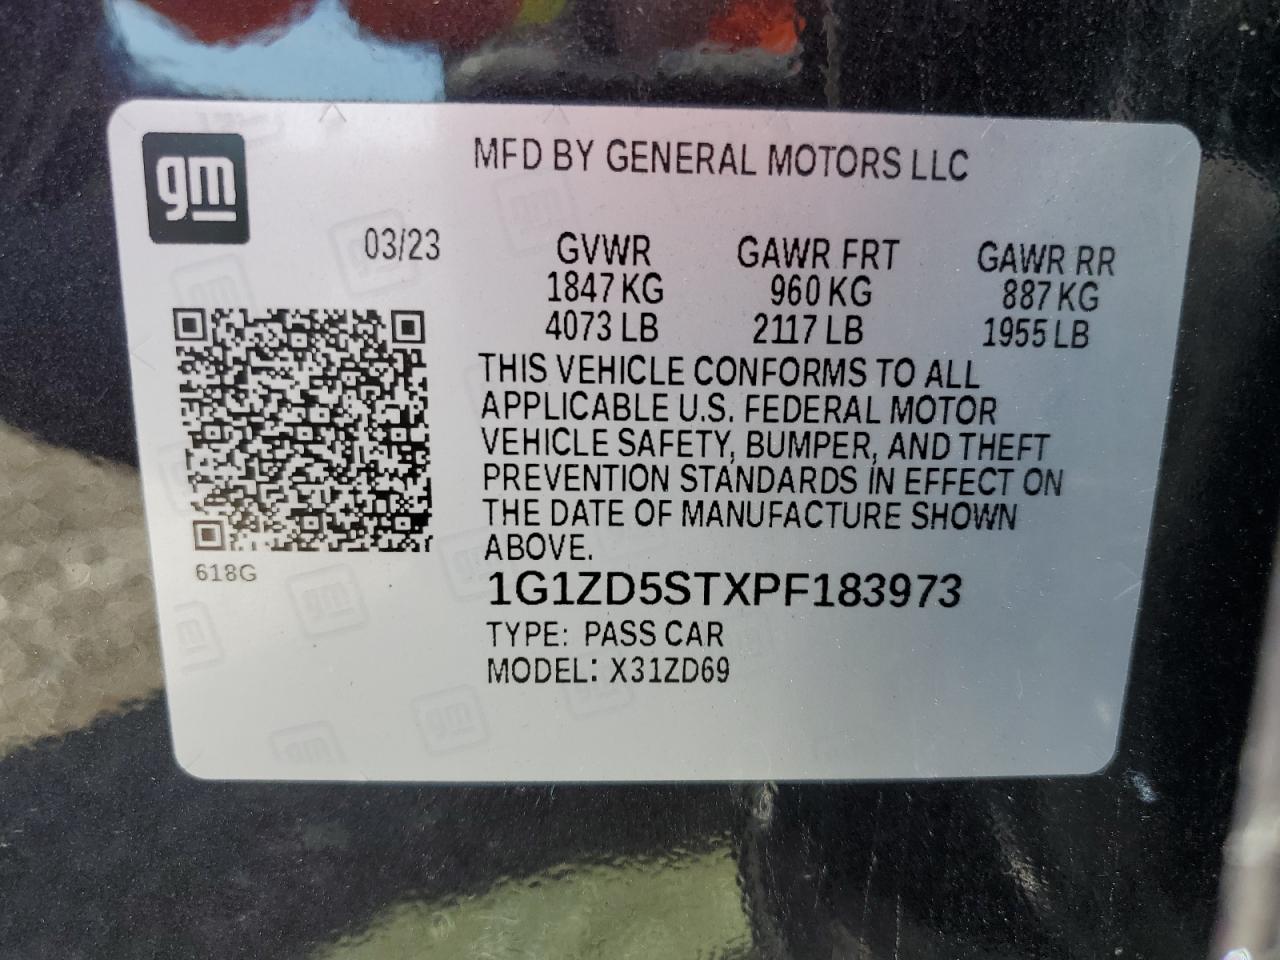 gm
MFD BY GENERAL MOTORS LLC
03/23
GVWR GAWR FRT GAWR RR
1847 KG 960 KG 887 KG
4073 LB 2117 LB 1955 LB
THIS VEHICLE CONFORMS TO ALL
APPLICABLE U.S. FEDERAL MOTOR
VEHICLE SAFETY, BUMPER, AND THEFT
PREVENTION STANDARDS IN EFFECT ON
THE DATE OF MANUFACTURE SHOWN
ABOVE.
618G
1G1ZD5STXPF183973
TYPE: PASS CAR
MODEL: X31ZD69